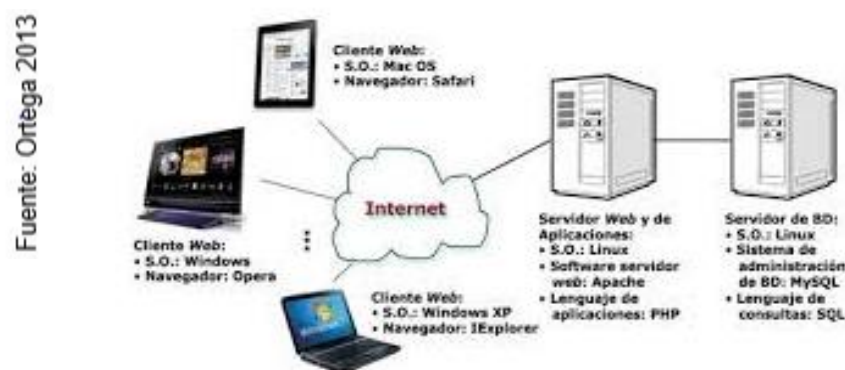 Fuente: Ortega 2013
Cliente Web:
• S.O.: Mac OS
• Navegador: Safari
Cliente Web:
• S.O.: Windows
• Navegador: Opera
Internet
Cliente Web:
• S.O.: Windows XP
• Navegador: IExplorer
Servidor Web y de
Aplicaciones:
• S.O.: Linux
• Software servidor
web: Apache
• Lenguaje de
aplicaciones: PHP
Servidor de BD:
• S.O.: Linux
• Sistema de
administración
de BD: MySQL
• Lenguaje de
consultas: SQL